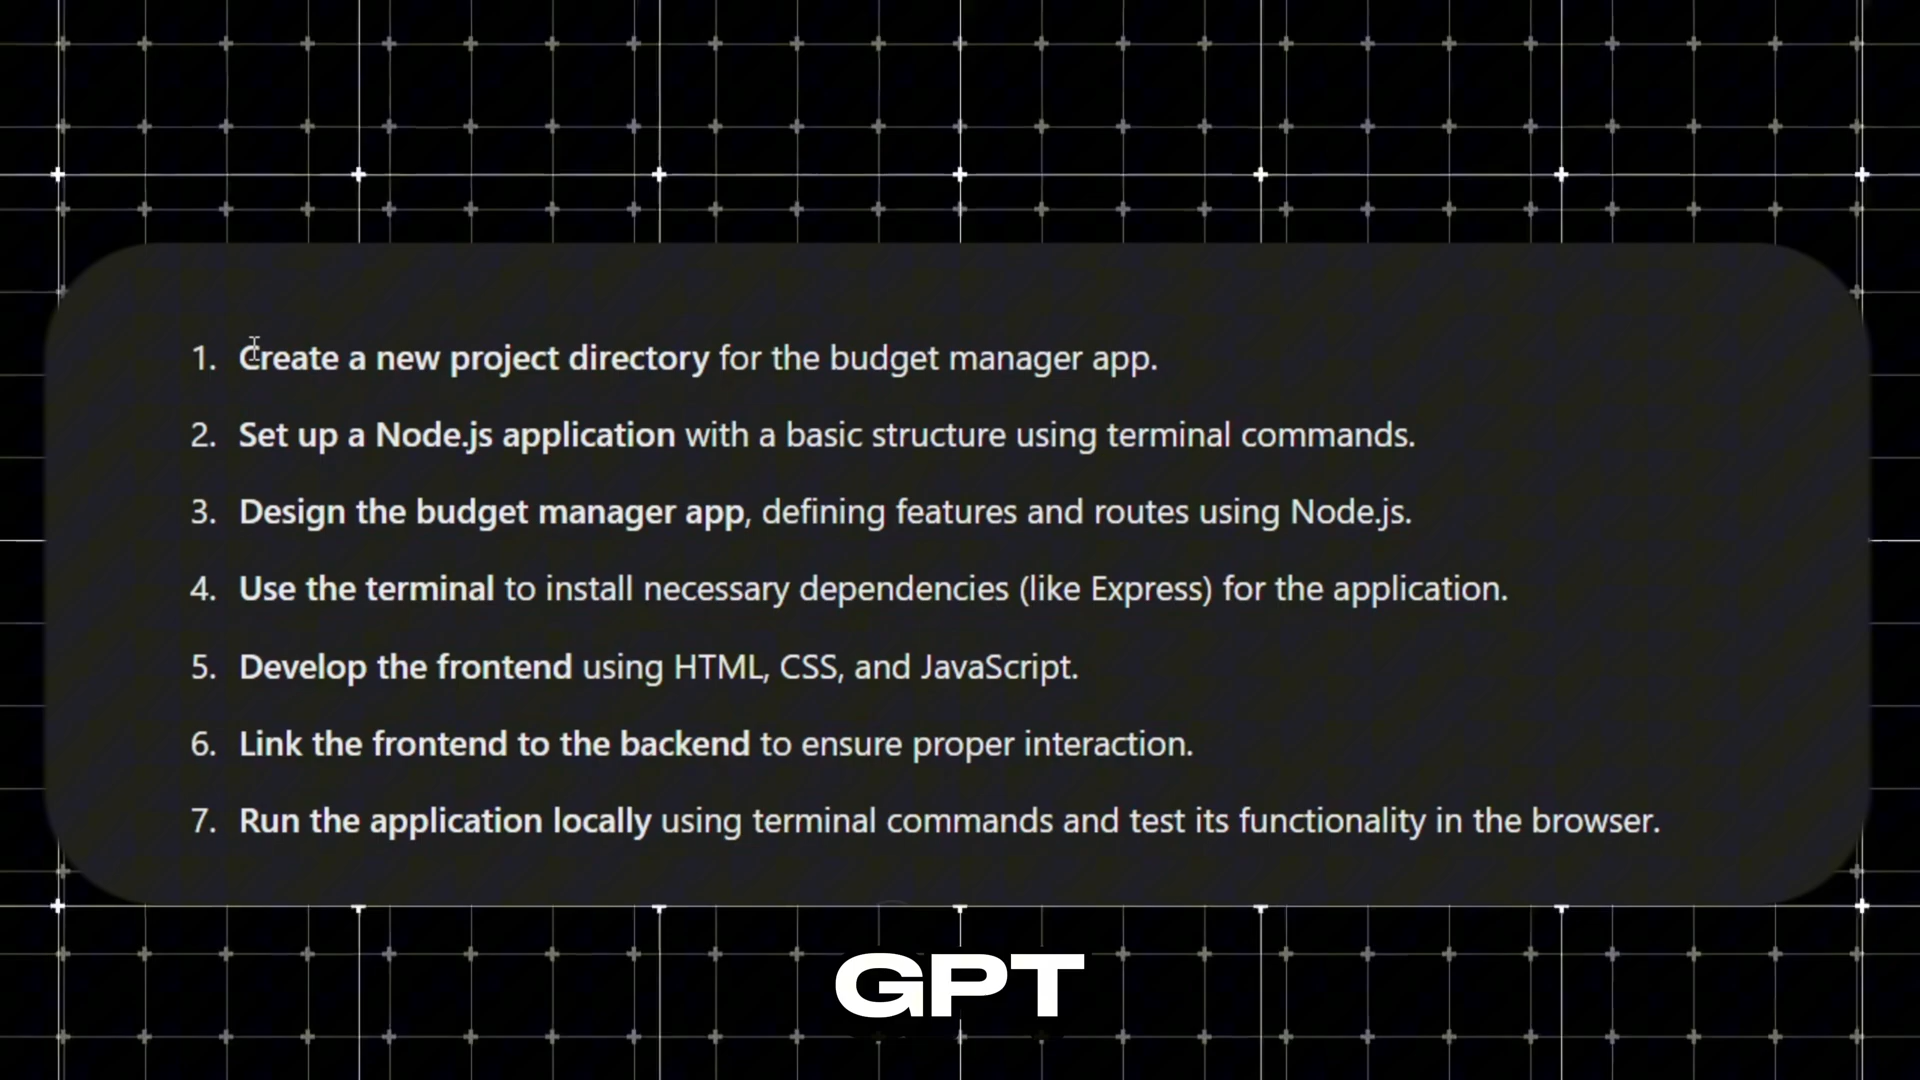 1. Create a new project directory for the budget manager app.
2. Set up a Node.js application with a basic structure using terminal commands.
3. Design the budget manager app, defining features and routes using Node.js.
4. Use the terminal to install necessary dependencies (like Express) for the application.
5. Develop the frontend using HTML, CSS, and JavaScript.
6. Link the frontend to the backend to ensure proper interaction.
7. Run the application locally using terminal commands and test its functionality in the browser.
GPT